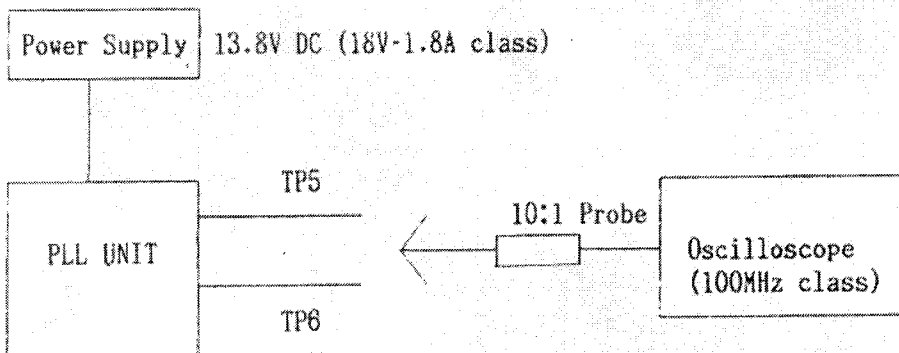 Power Supply 13.8V DC (18V-1.8A class)
TP5
10:1 Probe
PLL UNIT
Oscilloscope
(100MHz class)
TP6